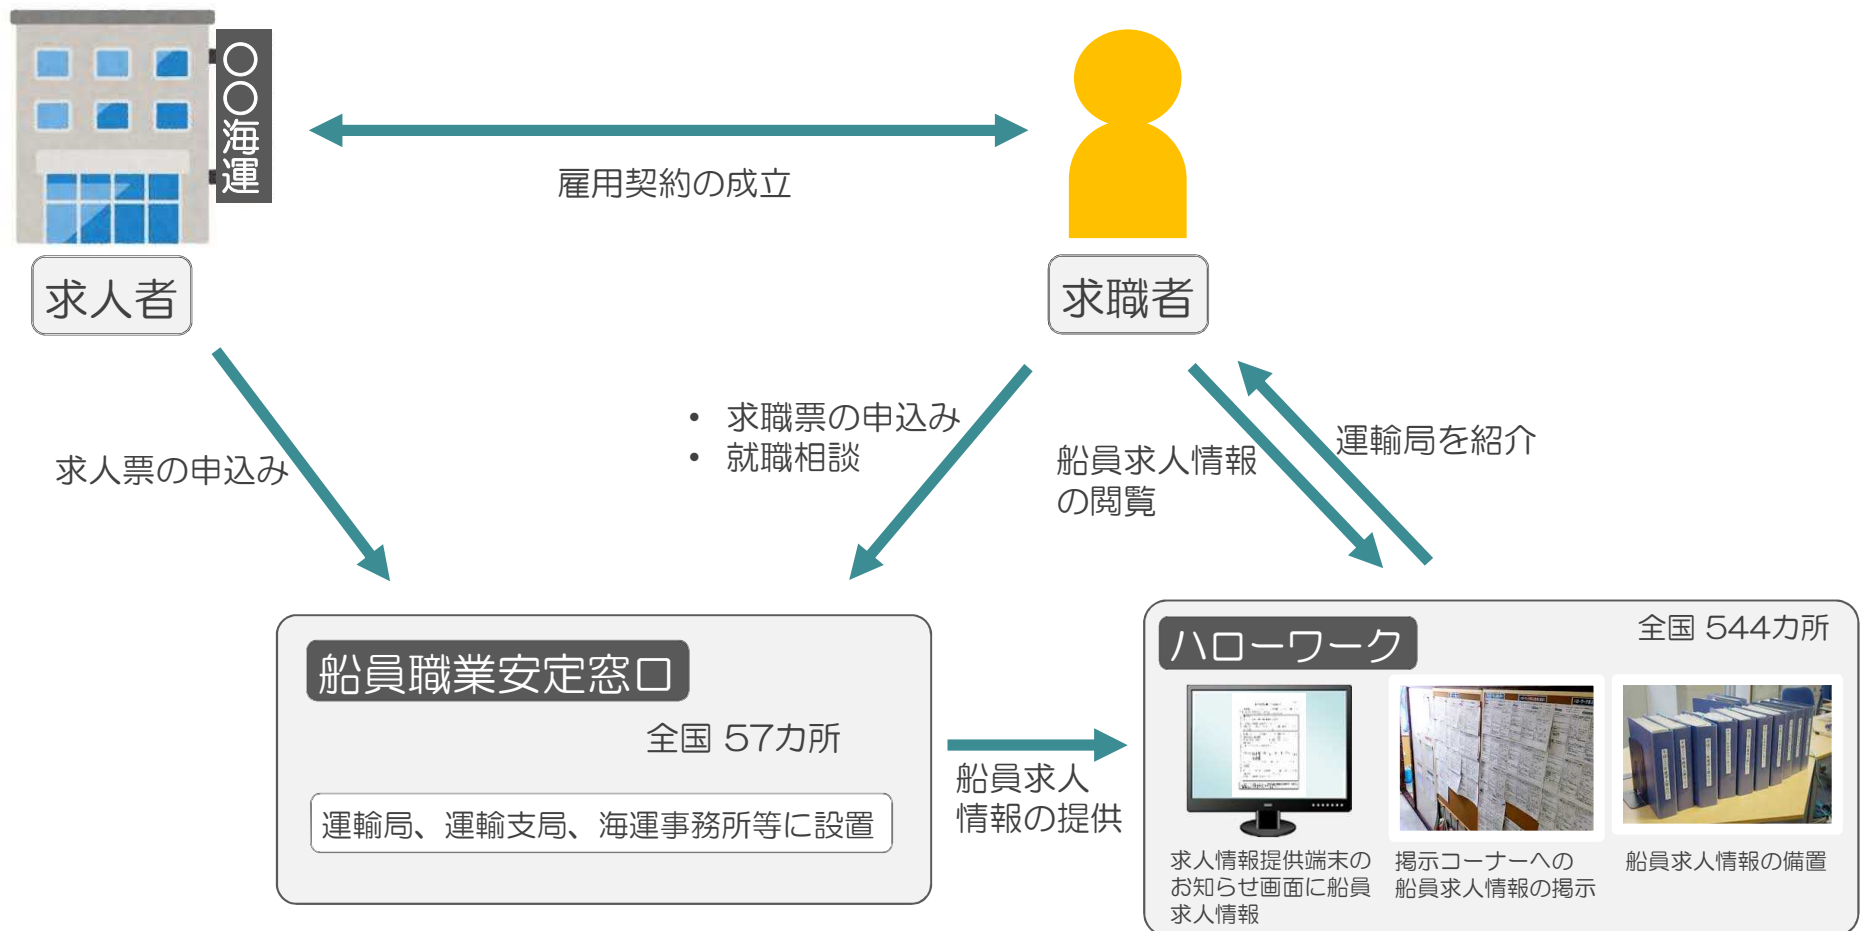 〇〇海運
雇用契約の成立
求人者
求職者
求人票の申込み
• 求職票の申込み
• 就職相談
船員求人情報
の閲覧
運輸局を紹介
船員職業安定窓口
全国 57カ所
運輸局、運輸支局、海運事務所等に設置
船員求人
情報の提供
ハローワーク
全国 544カ所
求人情報提供端末の
お知らせ画面に船員
求人情報
掲示コーナーへの
船員求人情報の掲示
船員求人情報の備置